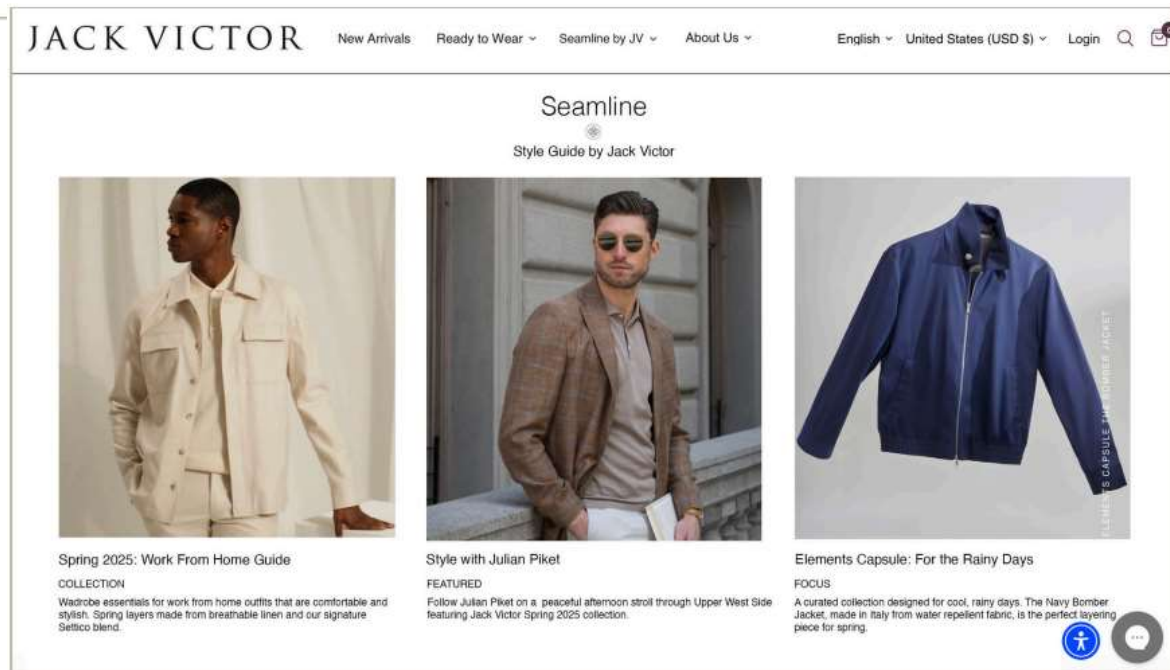 JACK VICTOR
New Arrivals
Ready to Wear
Seamline by JV
About Us
English
United States (USD $)
Login
Seamline
Style Guide by Jack Victor
ELEMENTS CAPSULE THE BOMBER JACKET
Spring 2025: Work From Home Guide
COLLECTION
Wadrobe essentials for work from home outfits that are comfortable and
stylish. Spring layers made from breathable linen and our signature
Settico blend.
Style with Julian Piket
FEATURED
Follow Julian Piket on a peaceful afternoon stroll through Upper West Side
featuring Jack Victor Spring 2025 collection.
Elements Capsule: For the Rainy Days
FOCUS
A curated collection designed for cool, rainy days. The Navy Bomber
Jacket, made in Italy from water repellent fabric, is the perfect layering
piece for spring.